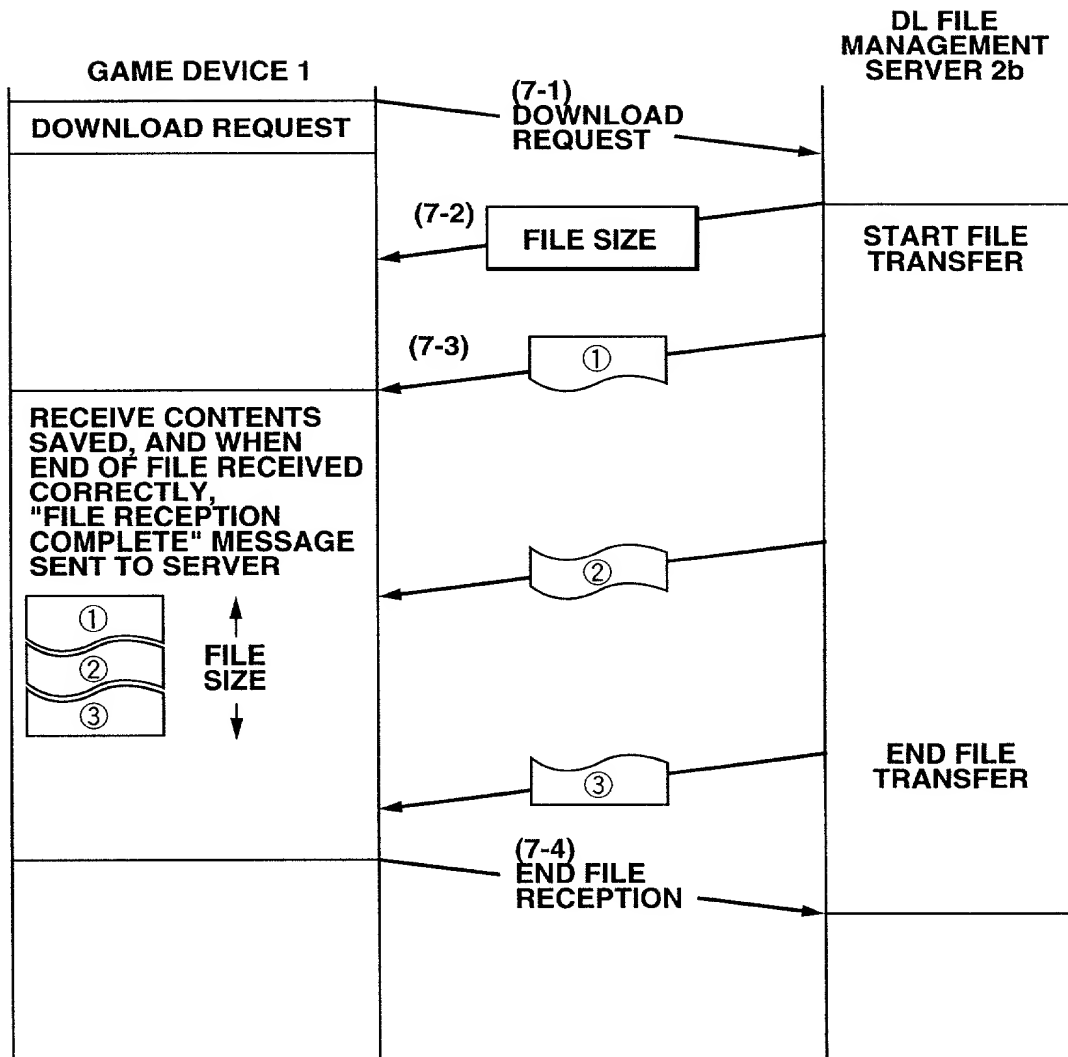 GAME DEVICE 1
DL FILE
MANAGEMENT
SERVER 2b
DOWNLOAD REQUEST
(7-1)
DOWNLOAD
REQUEST
(7-2)
FILE SIZE
START FILE
TRANSFER
(7-3)
①
RECEIVE CONTENTS
SAVED, AND WHEN
END OF FILE RECEIVED
CORRECTLY,
"FILE RECEPTION
COMPLETE" MESSAGE
SENT TO SERVER
②
①
②
③
FILE
SIZE
③
END FILE
TRANSFER
(7-4)
END FILE
RECEPTION